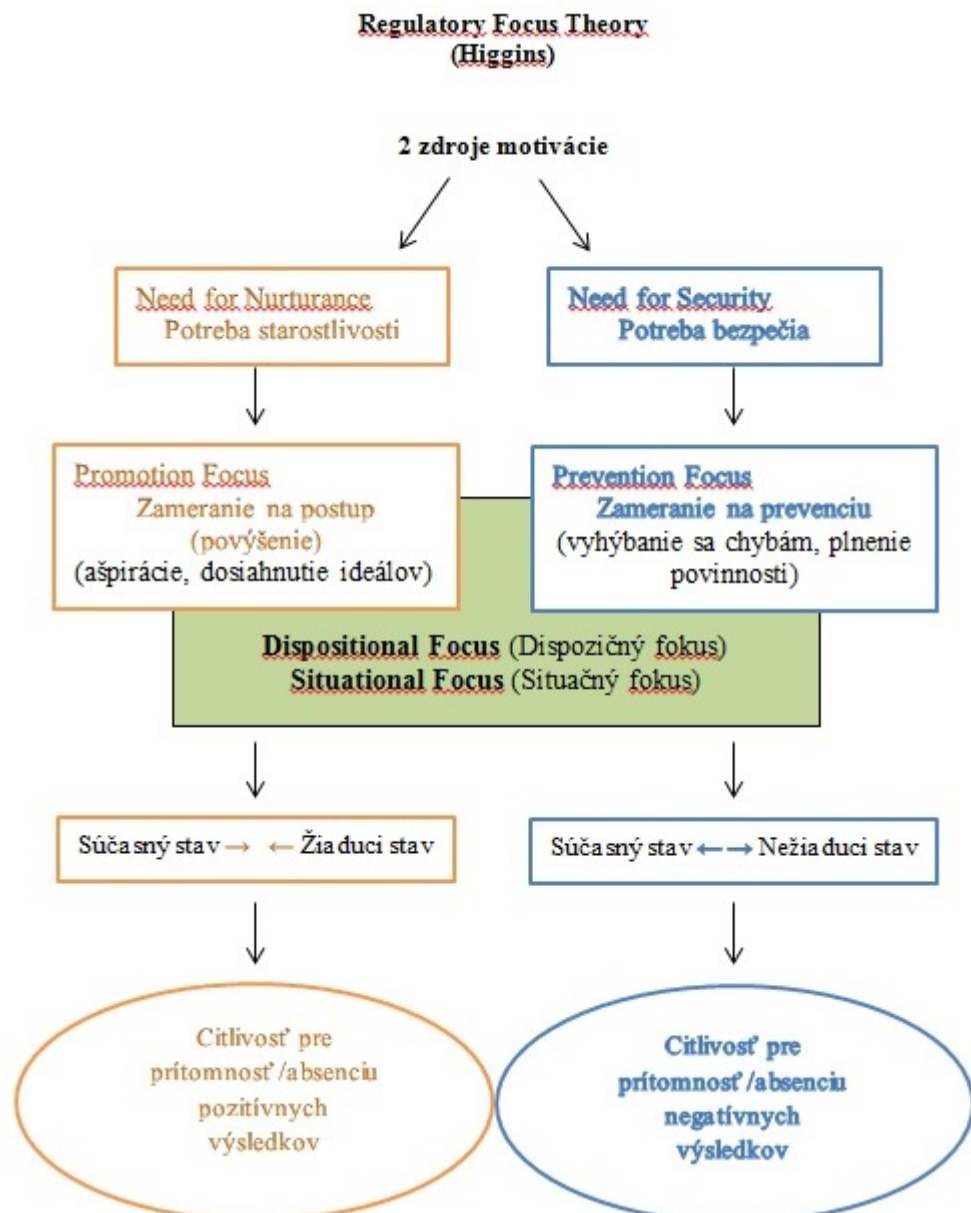 Regulatory Focus Theory
(Higgins)
2 zdroje motivácie
Need for Nurturance
Potreba starostlivosti
Need for Security
Potreba bezpečia
Promotion Focus
Zameranie na postup
(povýšenie)
(ašpirácie, dosiahnutie ideálov)
Prevention Focus
Zameranie na prevenciu
(vyhýbanie sa chybám, plnenie
povinnosti)
Dispositional Focus (Dispozičný fokus)
Situational Focus (Situačný fokus)
Súčasný stav→ ←Žiaduci stav
Súčasný stav←→ Nežiaduci stav
Citlivosť pre
prítomnosť/absenciu
pozitívnych
výsledkov
Citlivosť pre
prítomnosť/absenciu
negatívnych
výsledkov